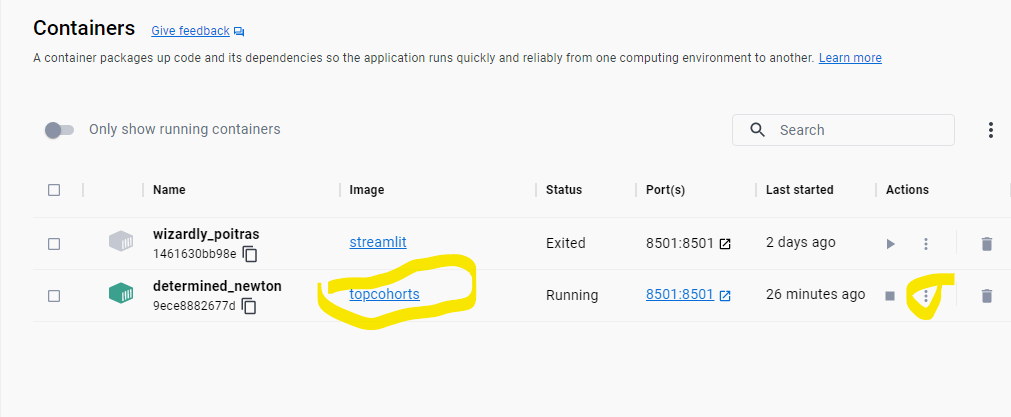 Containers Give feedback
A container packages up code and its dependencies so the application runs quickly and reliably from one computing environment to another. Learn more
Only show running containers Search
Name Image Status Port(s) Last started Actions
wizardly_poitras
1461630bb98e streamlit Exited 8501:8501 2 days ago
determined_newton
9ece8882677d topcohorts Running 8501:8501 26 minutes ago